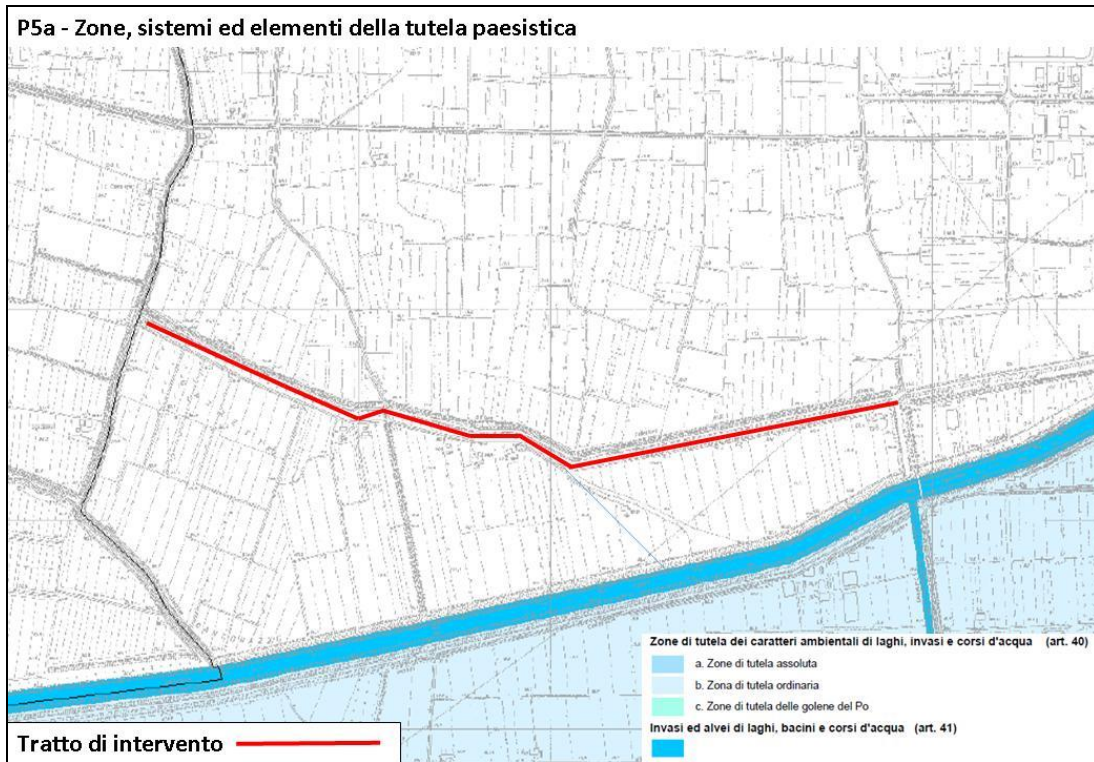 P5a - Zone, sistemi ed elementi della tutela paesistica
Zone di tutela dei caratteri ambientali di laghi, invasi e corsi d'acqua (art. 40)
a. Zone di tutela assoluta
b. Zona di tutela ordinaria
c. Zone di tutela delle golene del Po
Invasi ed alvei di laghi, bacini e corsi d'acqua (art. 41)
Tratto di intervento